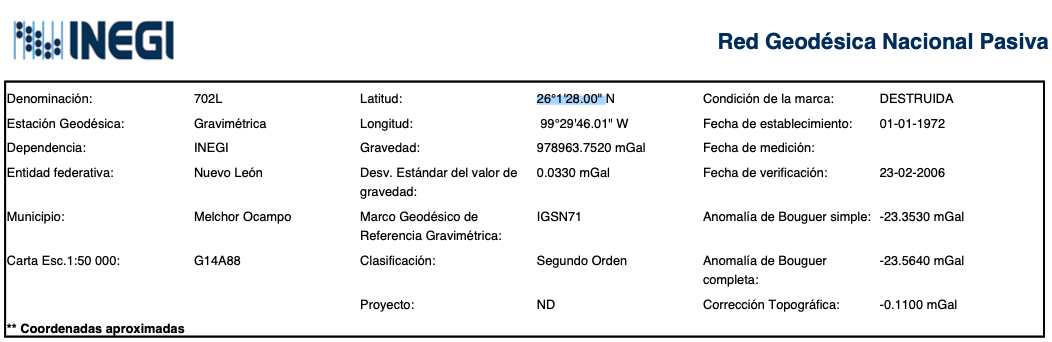 INEGI
Red Geodésica Nacional Pasiva
Denominación: 702L Latitud: 26°1'28.00" N Condición de la marca: DESTRUIDA
Estación Geodésica: Gravimétrica Longitud: 99°29'46.01" W Fecha de establecimiento: 01-01-1972
Dependencia: INEGI Gravedad: 978963.7520 mGal Fecha de medición:
Entidad federativa: Nuevo León Desv. Estándar del valor de gravedad: 0.0330 mGal Fecha de verificación: 23-02-2006
Municipio: Melchor Ocampo Marco Geodésico de Referencia Gravimétrica: IGSN71 Anomalía de Bouguer simple: -23.3530 mGal
Carta Esc.1:50 000: G14A88 Clasificación: Segundo Orden Anomalía de Bouguer completa: -23.5640 mGal
Proyecto: ND Corrección Topográfica: -0.1100 mGal
** Coordenadas aproximadas